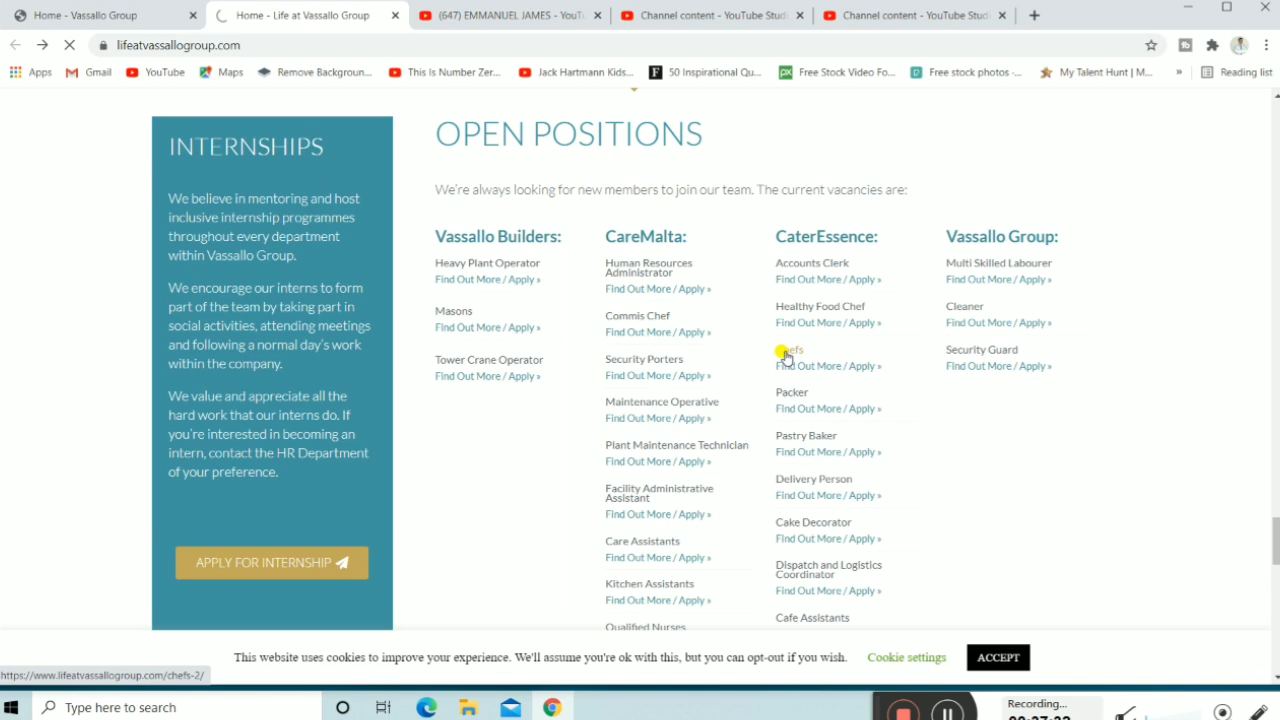 Home - Vassallo Group
Home - Life at Vassallo Group
(647) EMMANUEL JAMES - YouTu
Channel content - YouTube Studi
Channel content - YouTube Studi
lifeatvassallogroup.com
Apps
Gmail
YouTube
Maps
Remove Backgroun...
This Is Number Zer...
Jack Hartmann Kids...
50 Inspirational Qu...
Free Stock Video Fo...
Free stock photos -...
My Talent Hunt | M...
»
Reading list
INTERNSHIPS
We believe in mentoring and host
inclusive internship programmes
throughout every department
within Vassallo Group.
We encourage our interns to form
part of the team by taking part in
social activities, attending meetings
and following a normal day's work
within the company.
We value and appreciate all the
hard work that our interns do. If
you're interested in becoming an
intern, contact the HR Department
of your preference.
APPLY FOR INTERNSHIP
OPEN POSITIONS
We're always looking for new members to join our team. The current vacancies are:
Vassallo Builders:
Heavy Plant Operator
Find Out More / Apply »
Masons
Find Out More / Apply »
Tower Crane Operator
Find Out More / Apply »
CareMalta:
Human Resources
Administrator
Find Out More / Apply »
Commis Chef
Find Out More / Apply »
Security Porters
Find Out More / Apply »
Maintenance Operative
Find Out More / Apply »
Plant Maintenance Technician
Find Out More / Apply »
Facility Administrative
Assistant
Find Out More / Apply »
Care Assistants
Find Out More / Apply »
Kitchen Assistants
Find Out More / Apply »
Qualified Nurses
CaterEssence:
Accounts Clerk
Find Out More / Apply »
Healthy Food Chef
Find Out More / Apply »
Chefs
Find Out More / Apply »
Packer
Find Out More / Apply »
Pastry Baker
Find Out More / Apply »
Delivery Person
Find Out More / Apply »
Cake Decorator
Find Out More / Apply »
Dispatch and Logistics
Coordinator
Find Out More / Apply »
Cafe Assistants
Vassallo Group:
Multi Skilled Labourer
Find Out More / Apply »
Cleaner
Find Out More / Apply »
Security Guard
Find Out More / Apply »
This website uses cookies to improve your experience. We'll assume you're ok with this, but you can opt-out if you wish.
Cookie settings
ACCEPT
https://www.lifeatvassallogroup.com/chefs-2/
Type here to search
Recording...